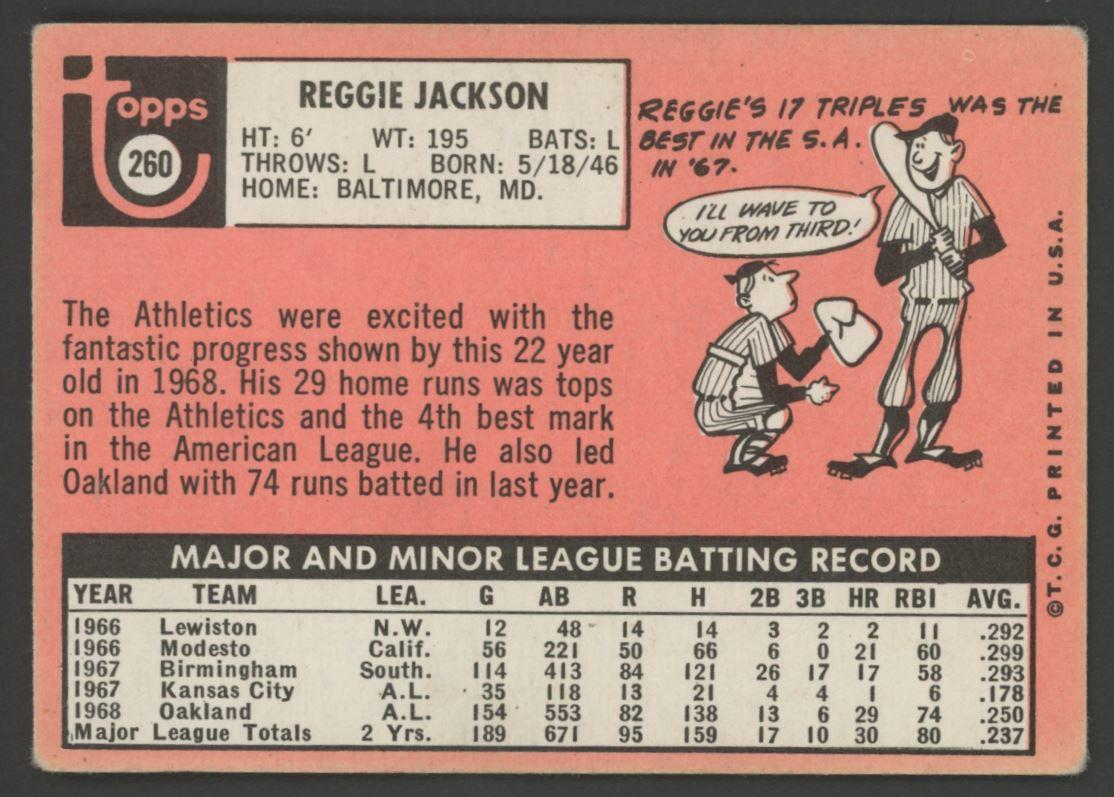 topps
260
REGGIE JACKSON
HT: 6' WT: 195 BATS: L
THROWS: L BORN: 5/18/46
HOME: BALTIMORE, MD.
REGGIE'S 17 TRIPLES WAS THE
BEST IN THE S.A.
IN '67.
I'LL WAVE TO
YOU FROM THIRD!
The Athletics were excited with the
fantastic progress shown by this 22 year
old in 1968. His 29 home runs was tops
on the Athletics and the 4th best mark
in the American League. He also led
Oakland with 74 runs batted in last year.
©T.C.G. PRINTED IN U.S.A.
MAJOR AND MINOR LEAGUE BATTING RECORD
YEAR TEAM LEA. G AB R H 2B 3B HR RBI AVG.
1966 Lewiston N.W. 12 48 14 14 3 2 2 11 .292
1966 Modesto Calif. 56 221 50 66 6 0 21 60 .299
1967 Birmingham South. 114 413 84 121 26 17 17 58 .293
1967 Kansas City A.L. 35 118 13 21 4 4 1 6 .178
1968 Oakland A.L. 154 553 82 138 13 6 29 74 .250
Major League Totals 2 Yrs. 189 671 95 159 17 10 30 80 .237